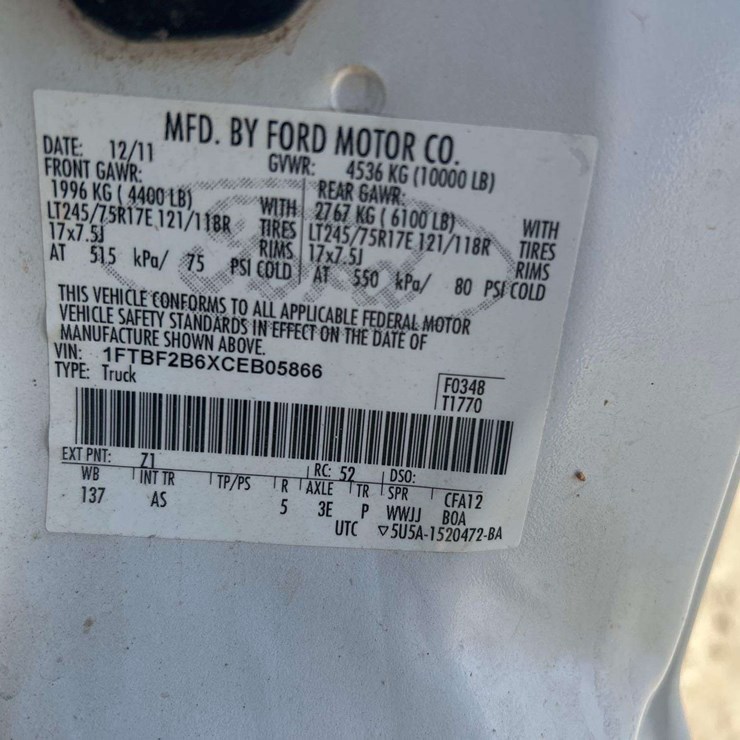 MFD. BY FORD MOTOR CO.
DATE: 12/11 GVWR: 4536 KG (10000 LB)
FRONT GAWR: REAR GAWR:
1996 KG ( 4400 LB) WITH 2767 KG ( 6100 LB) WITH
LT245/75R17E 121/118R TIRES LT245/75R17E 121/118R TIRES
17x7.5J RIMS 17x7.5J RIMS
AT 515 kPa/ 75 PSI COLD AT 550 kPa/ 80 PSI COLD
THIS VEHICLE CONFORMS TO ALL APPLICABLE FEDERAL MOTOR
VEHICLE SAFETY STANDARDS IN EFFECT ON THE DATE OF
MANUFACTURE SHOWN ABOVE.
VIN: 1FTBF2B6XCEB05866
TYPE: Truck
F0348
T1770
EXT PNT: Z1 RC: 52 DSO:
WB INT TR TP/PS R AXLE TR SPR CFA12
137 AS 5 3E P WWJJ BOA
UTC ▽5U5A-1520472-BA